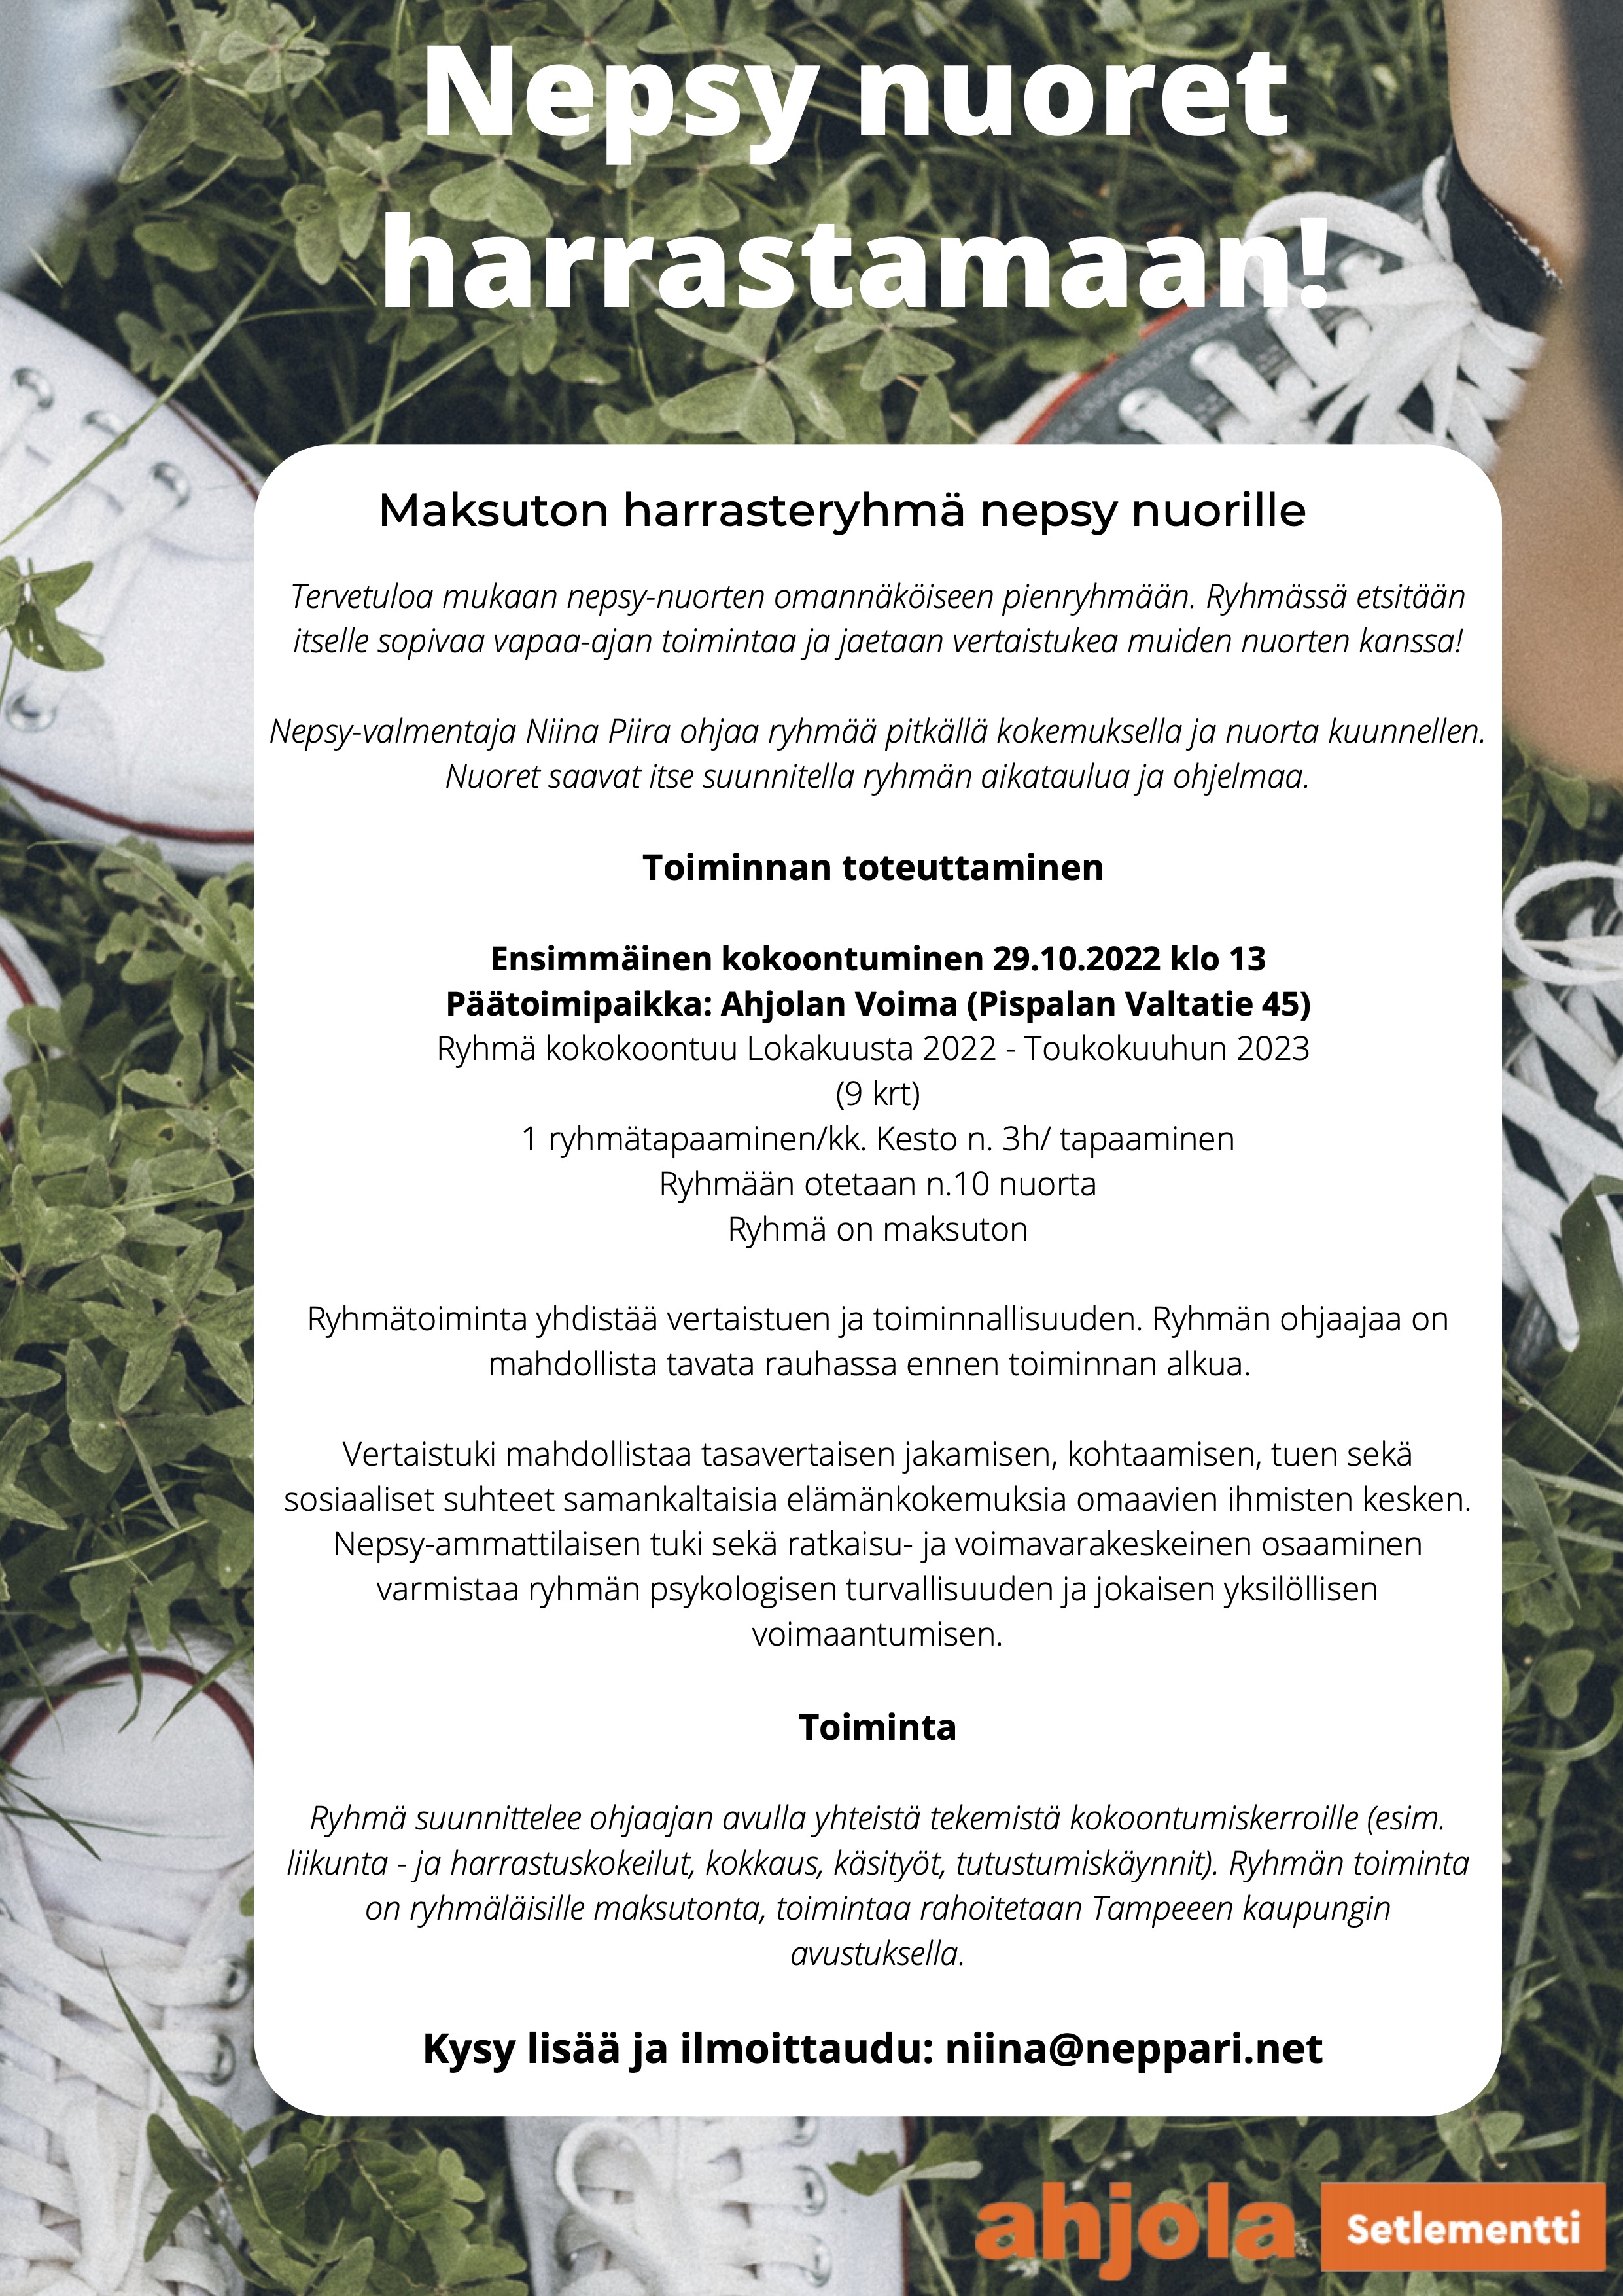 Nepsy nuoret
harrastamaan!
Maksuton harrasteryhmä nepsy nuorille
Tervetuloa mukaan nepsy-nuorten omannäköiseen pienryhmään. Ryhmässä etsitään
itselle sopivaa vapaa-ajan toimintaa ja jaetaan vertaistukea muiden nuorten kanssa!
Nepsy-valmentaja Niina Piira ohjaa ryhmää pitkällä kokemuksella ja nuorta kuunnellen.
Nuoret saavat itse suunnitella ryhmän aikataulua ja ohjelmaa.
Toiminnan toteuttaminen
Ensimmäinen kokoontuminen 29.10.2022 klo 13
Päätoimipaikka: Ahjolan Voima (Pispalan Valtatie 45)
Ryhmä kokokoontuu Lokakuusta 2022 - Toukokuuhun 2023
(9 krt)
1 ryhmätapaaminen/kk. Kesto n. 3h/ tapaaminen
Ryhmään otetaan n.10 nuorta
Ryhmä on maksuton
Ryhmätoiminta yhdistää vertaistuen ja toiminnallisuuden. Ryhmän ohjaajaa on
mahdollista tavata rauhassa ennen toiminnan alkua.
Vertaistuki mahdollistaa tasavertaisen jakamisen, kohtaamisen, tuen sekä
sosiaaliset suhteet samankaltaisia elämänkokemuksia omaavien ihmisten kesken.
Nepsy-ammattilaisen tuki sekä ratkaisu- ja voimavarakeskeinen osaaminen
varmistaa ryhmän psykologisen turvallisuuden ja jokaisen yksilöllisen
voimaantumisen.
Toiminta
Ryhmä suunnittelee ohjaajan avulla yhteistä tekemistä kokoontumiskerroille (esim.
liikunta - ja harrastuskokeilut, kokkaus, käsityöt, tutustumiskäynnit). Ryhmän toiminta
on ryhmäläisille maksutonta, toimintaa rahoitetaan Tampeeen kaupungin
avustuksella.
Kysy lisää ja ilmoittaudu: niina@neppari.net
ahjola Setlementti